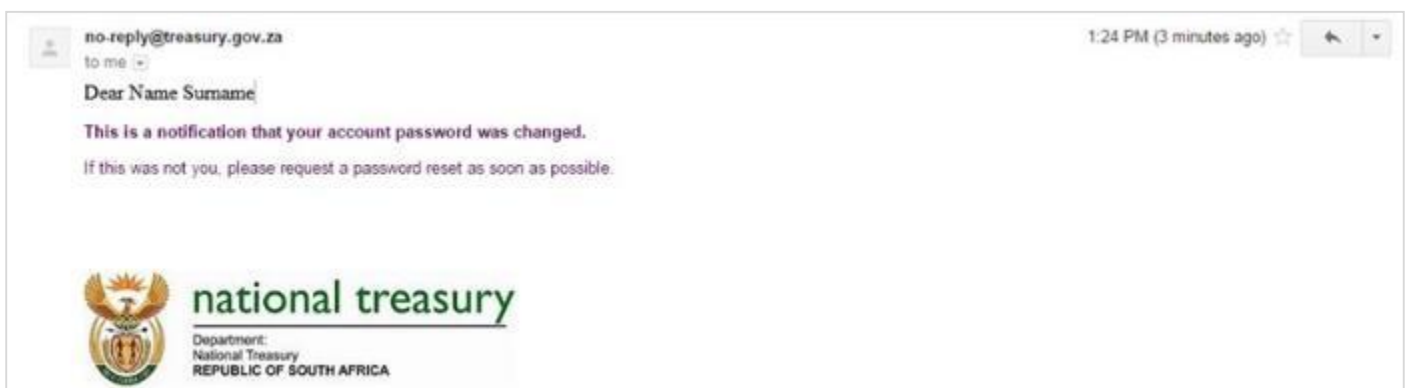 no-reply@treasury.gov.za
1:24 PM (3 minutes ago)
to me
Dear Name Surname
This is a notification that your account password was changed.
If this was not you, please request a password reset as soon as possible.
national treasury
Department:
National Treasury
REPUBLIC OF SOUTH AFRICA